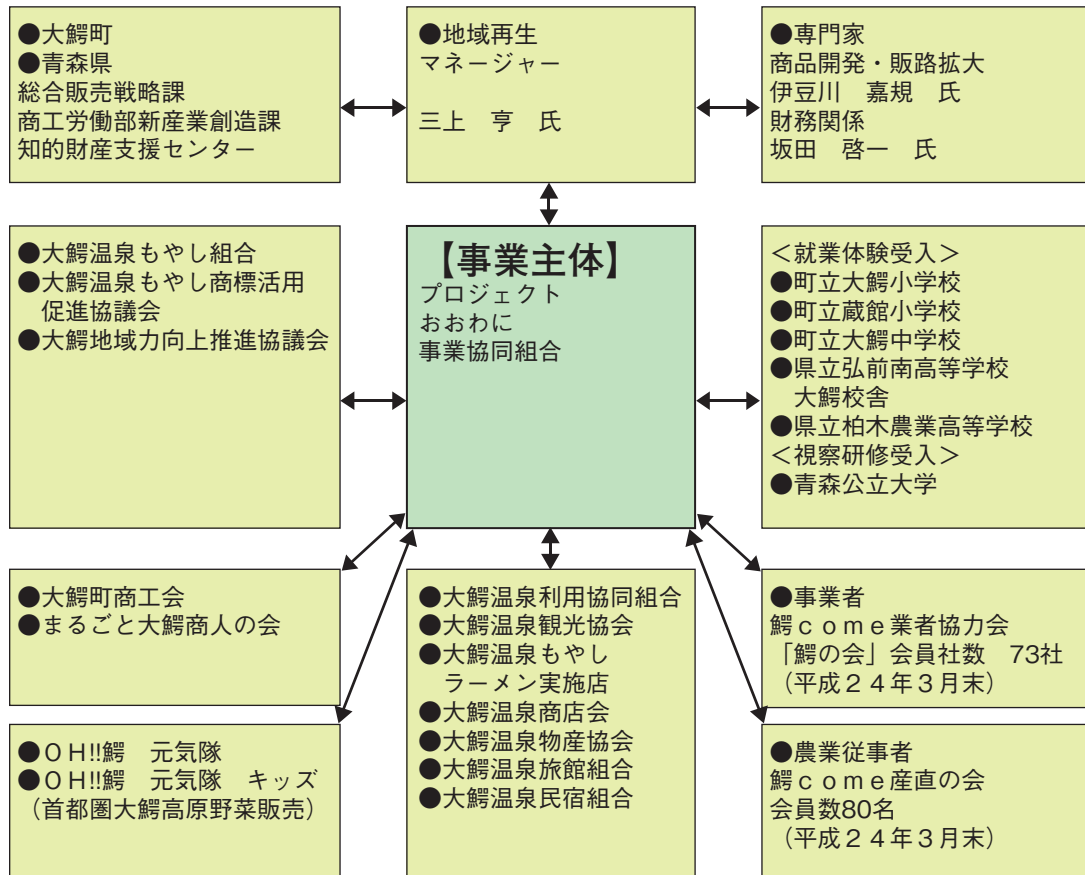 ●大鰐町
●青森県
総合販売戦略課
商工労働部新産業創造課
知的財産支援センター
●地域再生
マネージャー
三上　亨　氏
●専門家
商品開発・販路拡大
伊豆川　嘉規　氏
財務関係
坂田　啓一　氏
●大鰐温泉もやし組合
●大鰐温泉もやし商標活用
促進協議会
●大鰐地域力向上推進協議会
【事業主体】
プロジェクト
おおわに
事業協同組合
＜就業体験受入＞
●町立大鰐小学校
●町立蔵館小学校
●町立大鰐中学校
●県立弘前南高等学校
大鰐校舎
●県立柏木農業高等学校
＜視察研修受入＞
●青森公立大学
●大鰐町商工会
●まるごと大鰐商人の会
●ＯＨ!!鰐　元気隊
●ＯＨ!!鰐　元気隊　キッズ
（首都圏大鰐高原野菜販売）
●大鰐温泉利用協同組合
●大鰐温泉観光協会
●大鰐温泉もやし
ラーメン実施店
●大鰐温泉商店会
●大鰐温泉物産協会
●大鰐温泉旅館組合
●大鰐温泉民宿組合
●事業者
鰐ｃｏｍｅ業者協力会
「鰐の会」会員社数　73社
（平成２４年３月末）
●農業従事者
鰐ｃｏｍｅ産直の会
会員数80名
（平成２４年３月末）